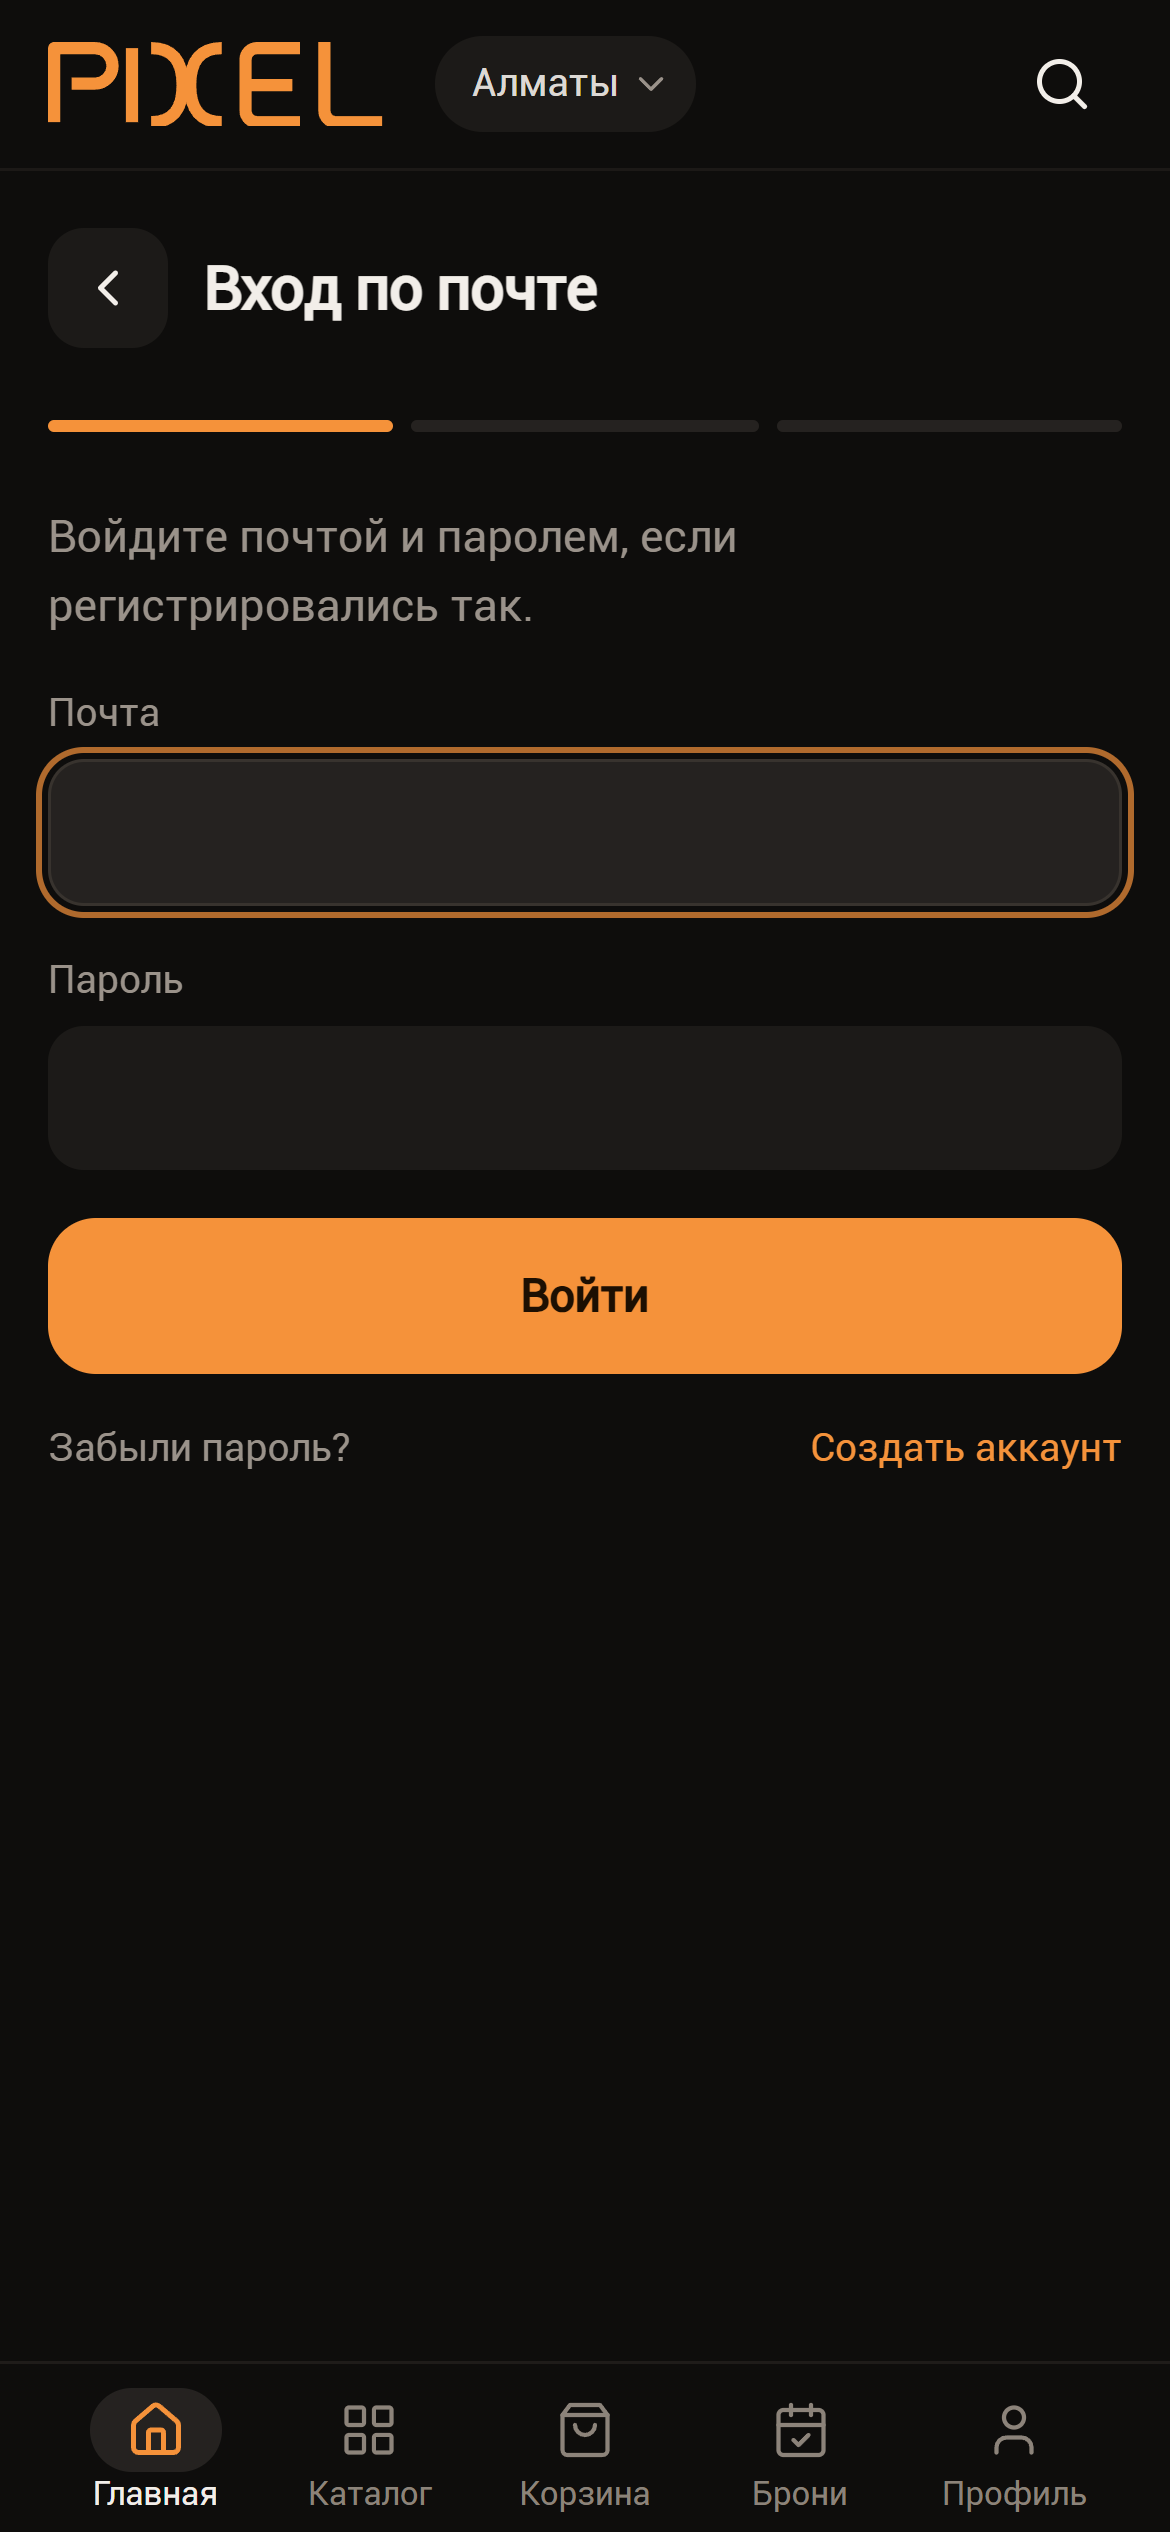 PIXEL
Алматы
Вход по почте
Войдите почтой и паролем, если
регистрировались так.
Почта
Пароль
Войти
Забыли пароль?
Создать аккаунт
Главная
Каталог
Корзина
Брони
Профиль